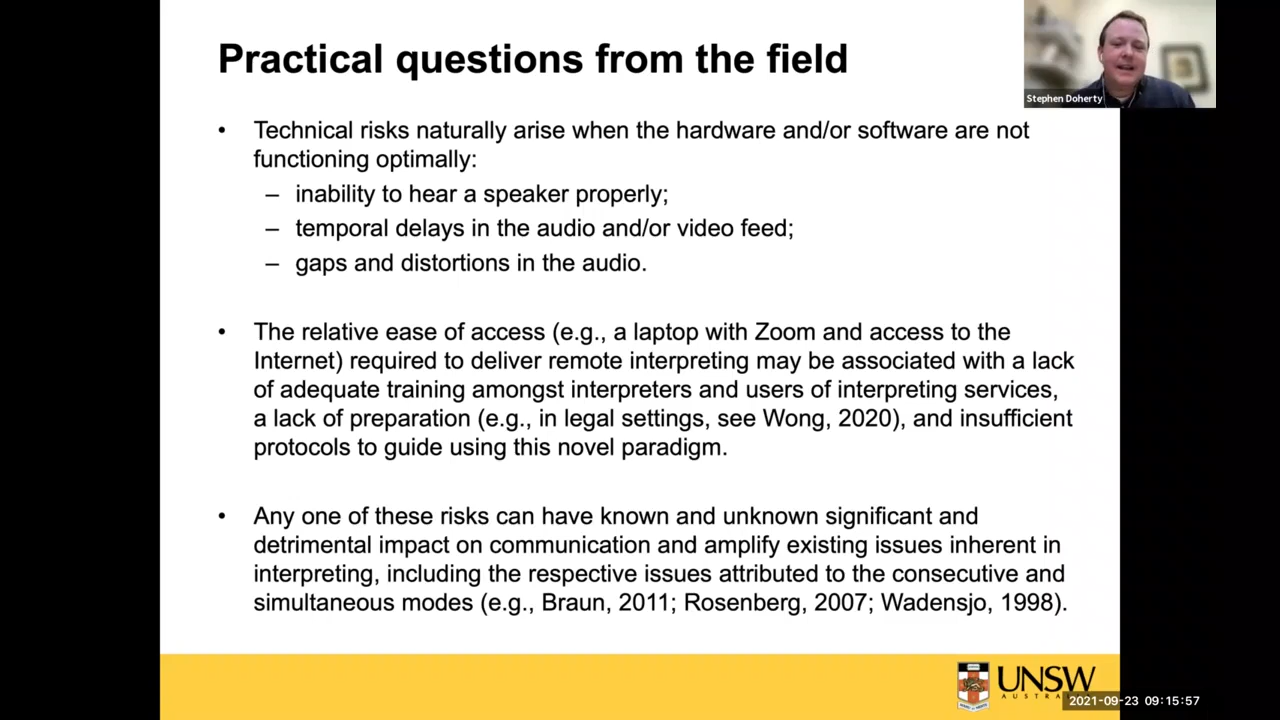 Practical questions from the field
Stephen Doherty
• Technical risks naturally arise when the hardware and/or software are not
functioning optimally:
– inability to hear a speaker properly;
– temporal delays in the audio and/or video feed;
– gaps and distortions in the audio.
• The relative ease of access (e.g., a laptop with Zoom and access to the
Internet) required to deliver remote interpreting may be associated with a lack
of adequate training amongst interpreters and users of interpreting services,
a lack of preparation (e.g., in legal settings, see Wong, 2020), and insufficient
protocols to guide using this novel paradigm.
• Any one of these risks can have known and unknown significant and
detrimental impact on communication and amplify existing issues inherent in
interpreting, including the respective issues attributed to the consecutive and
simultaneous modes (e.g., Braun, 2011; Rosenberg, 2007; Wadensjo, 1998).
UNSW
2021-09-23 09:15:57